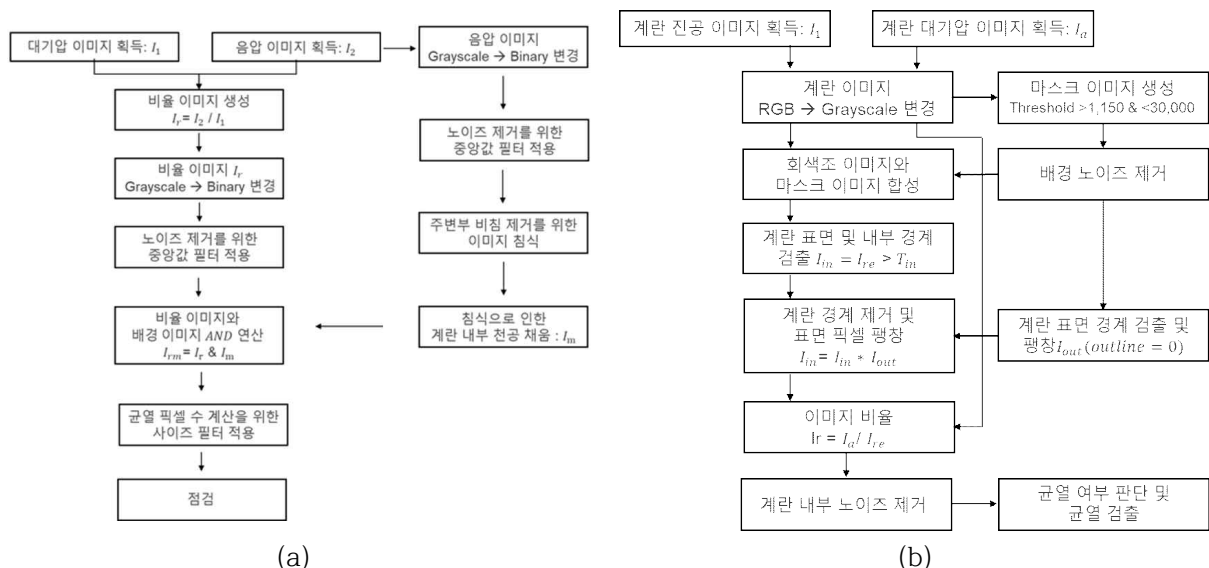 대기압 이미지 획득: I₁
음압 이미지 획득: I₂
음압 이미지
Grayscale → Binary 변경
비율 이미지 생성
Iᵣ = I₂ / I₁
노이즈 제거를 위한
중앙값 필터 적용
비율 이미지 Iᵣ
Grayscale → Binary 변경
주변부 비침 제거를 위한
이미지 침식
노이즈 제거를 위한
중앙값 필터 적용
침식으로 인한
계란 내부 천공 채움 : Iₘ
비율 이미지와
배경 이미지 AND 연산
Iᵣₘ = Iᵣ & Iₘ
균열 픽셀 수 계산을 위한
사이즈 필터 적용
점검
(a)
계란 진공 이미지 획득: I₁
계란 대기압 이미지 획득: Iₐ
계란 이미지
RGB → Grayscale 변경
마스크 이미지 생성
Threshold >1,150 & <30,000
회색조 이미지와
마스크 이미지 합성
배경 노이즈 제거
계란 표면 및 내부 경계
검출 I_in = I_re > T_in
계란 경계 제거 및
표면 픽셀 팽창
I_in = I_in * I_out
계란 표면 경계 검출 및
팽창 I_out (outline = 0)
이미지 비율
Ir = I_a / I_re
계란 내부 노이즈 제거
균열 여부 판단 및
균열 검출
(b)